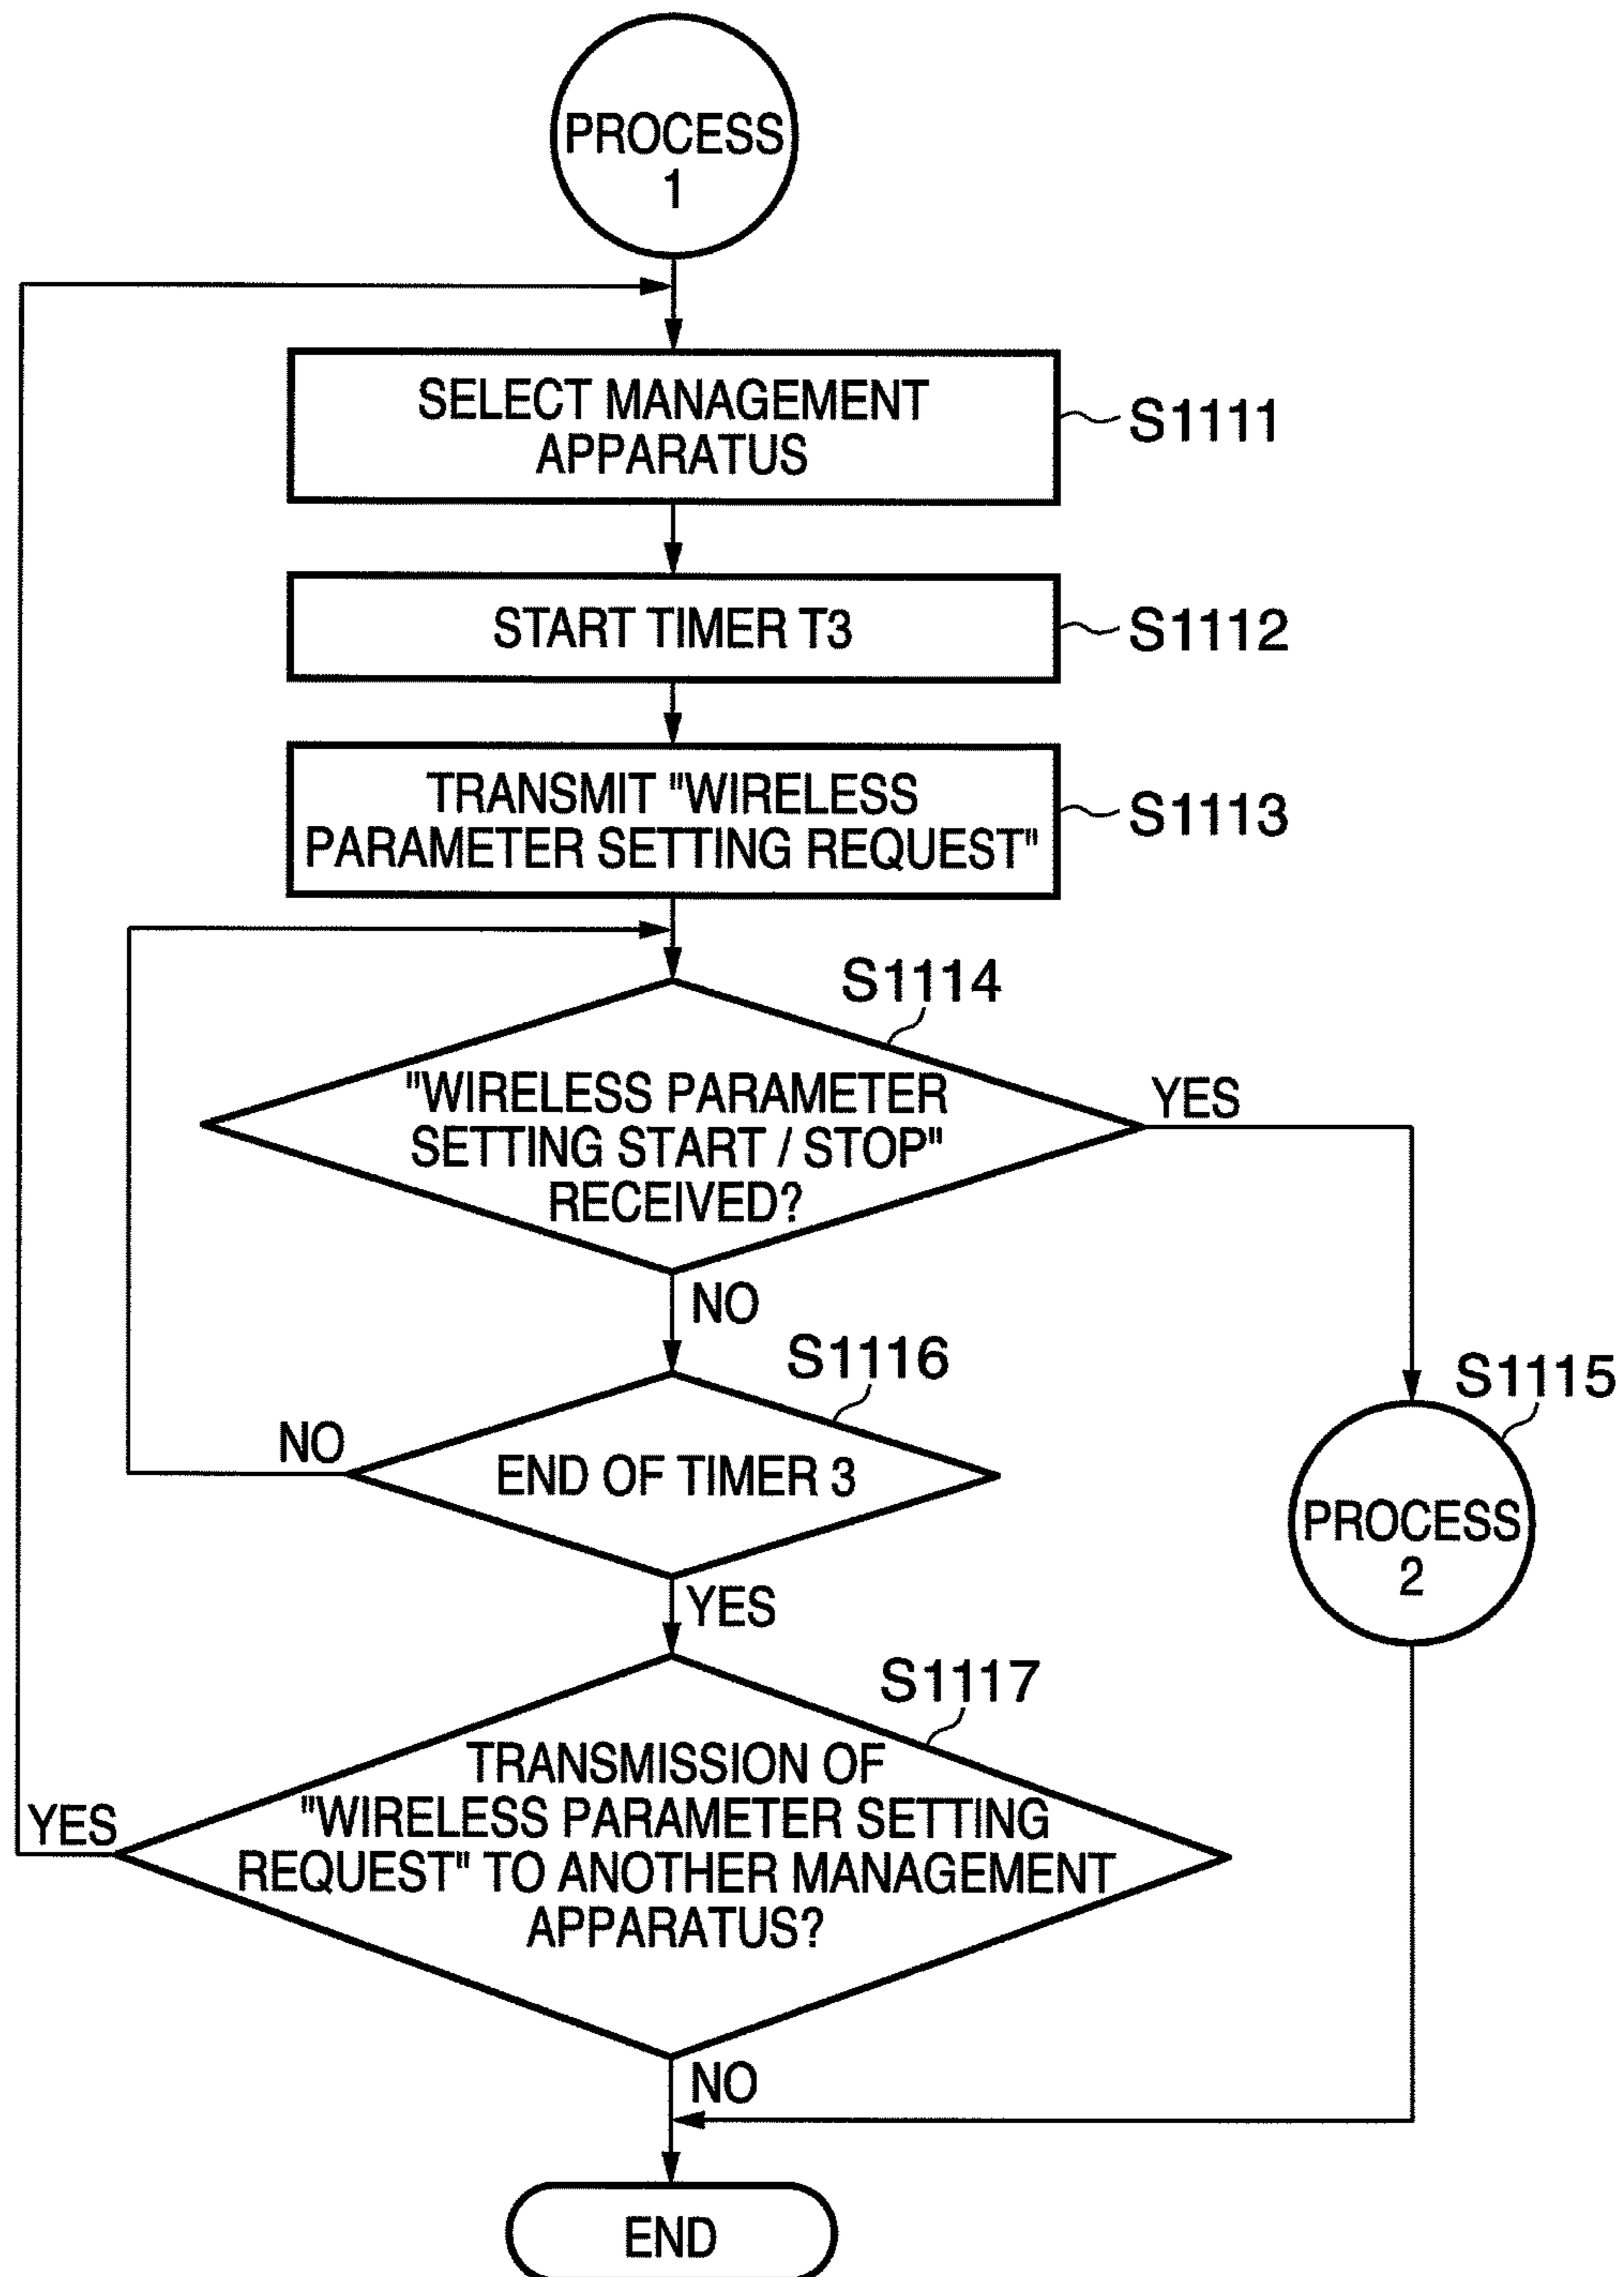 PROCESS
1
SELECT MANAGEMENT
APPARATUS
S1111
START TIMER T3
S1112
TRANSMIT "WIRELESS
PARAMETER SETTING REQUEST"
S1113
S1114
"WIRELESS PARAMETER
SETTING START / STOP"
RECEIVED?
YES
NO
S1116
END OF TIMER 3
NO
YES
S1115
PROCESS
2
S1117
TRANSMISSION OF
"WIRELESS PARAMETER SETTING
REQUEST" TO ANOTHER MANAGEMENT
APPARATUS?
YES
NO
END